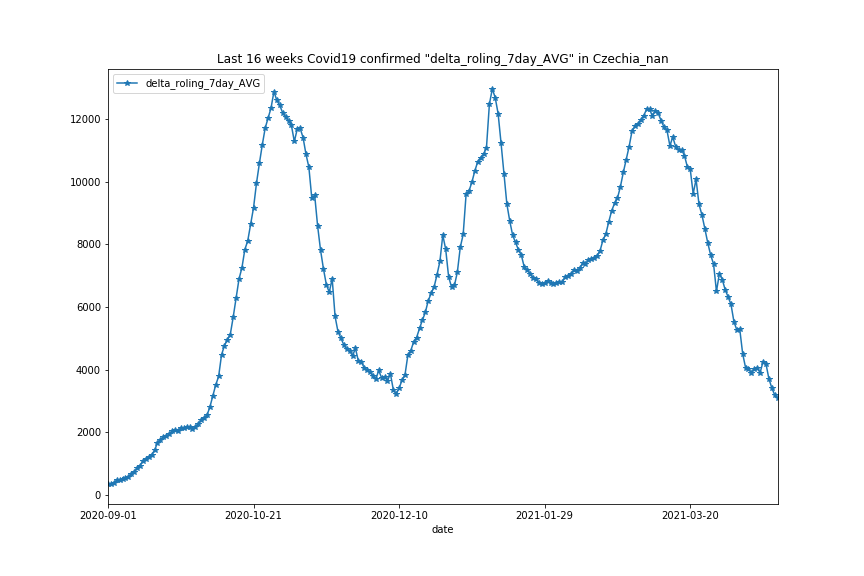 Last 16 weeks Covid19 confirmed "delta_roling_7day_AVG" in Czechia_nan
delta_roling_7day_AVG
12000
10000
8000
6000
4000
2000
0
2020-09-01 2020-10-21 2020-12-10 2021-01-29 2021-03-20
date